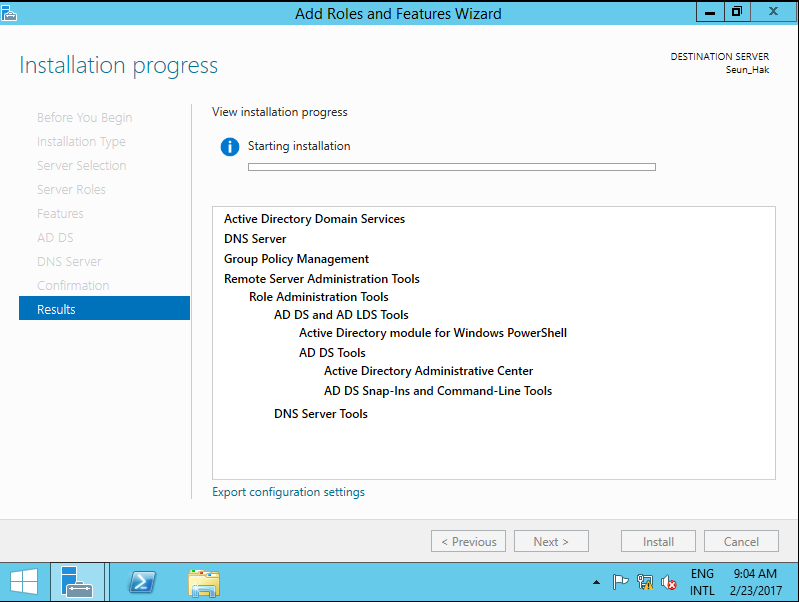 Add Roles and Features Wizard
Installation progress
DESTINATION SERVER
Seun_Hak
Before You Begin
Installation Type
Server Selection
Server Roles
Features
AD DS
DNS Server
Confirmation
Results
View installation progress
Starting installation
Active Directory Domain Services
DNS Server
Group Policy Management
Remote Server Administration Tools
Role Administration Tools
AD DS and AD LDS Tools
Active Directory module for Windows PowerShell
AD DS Tools
Active Directory Administrative Center
AD DS Snap-Ins and Command-Line Tools
DNS Server Tools
Export configuration settings
< Previous
Next >
Install
Cancel
ENG
INTL
9:04 AM
2/23/2017